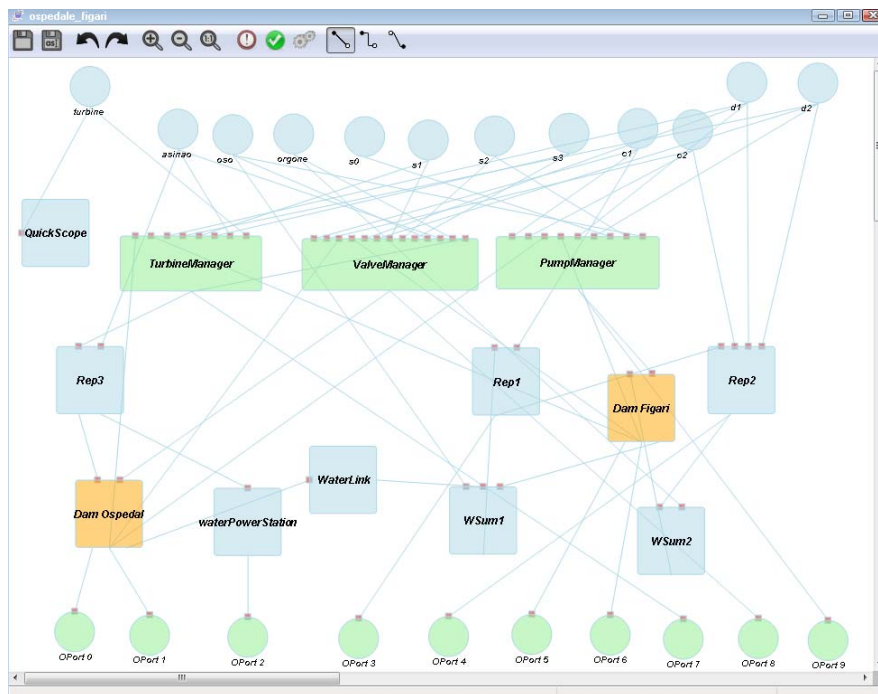 ospedale_figari
turbine
d1
d2
asinao
oso
orgone
s0
s1
s2
s3
c1
c2
QuickScope
TurbineManager
ValveManager
PumpManager
Rep3
Rep1
Rep2
Dam Figari
WaterLink
Dam Ospedal
waterPowerStation
WSum1
WSum2
OPort 0
OPort 1
OPort 2
OPort 3
OPort 4
OPort 5
OPort 6
OPort 7
OPort 8
OPort 9